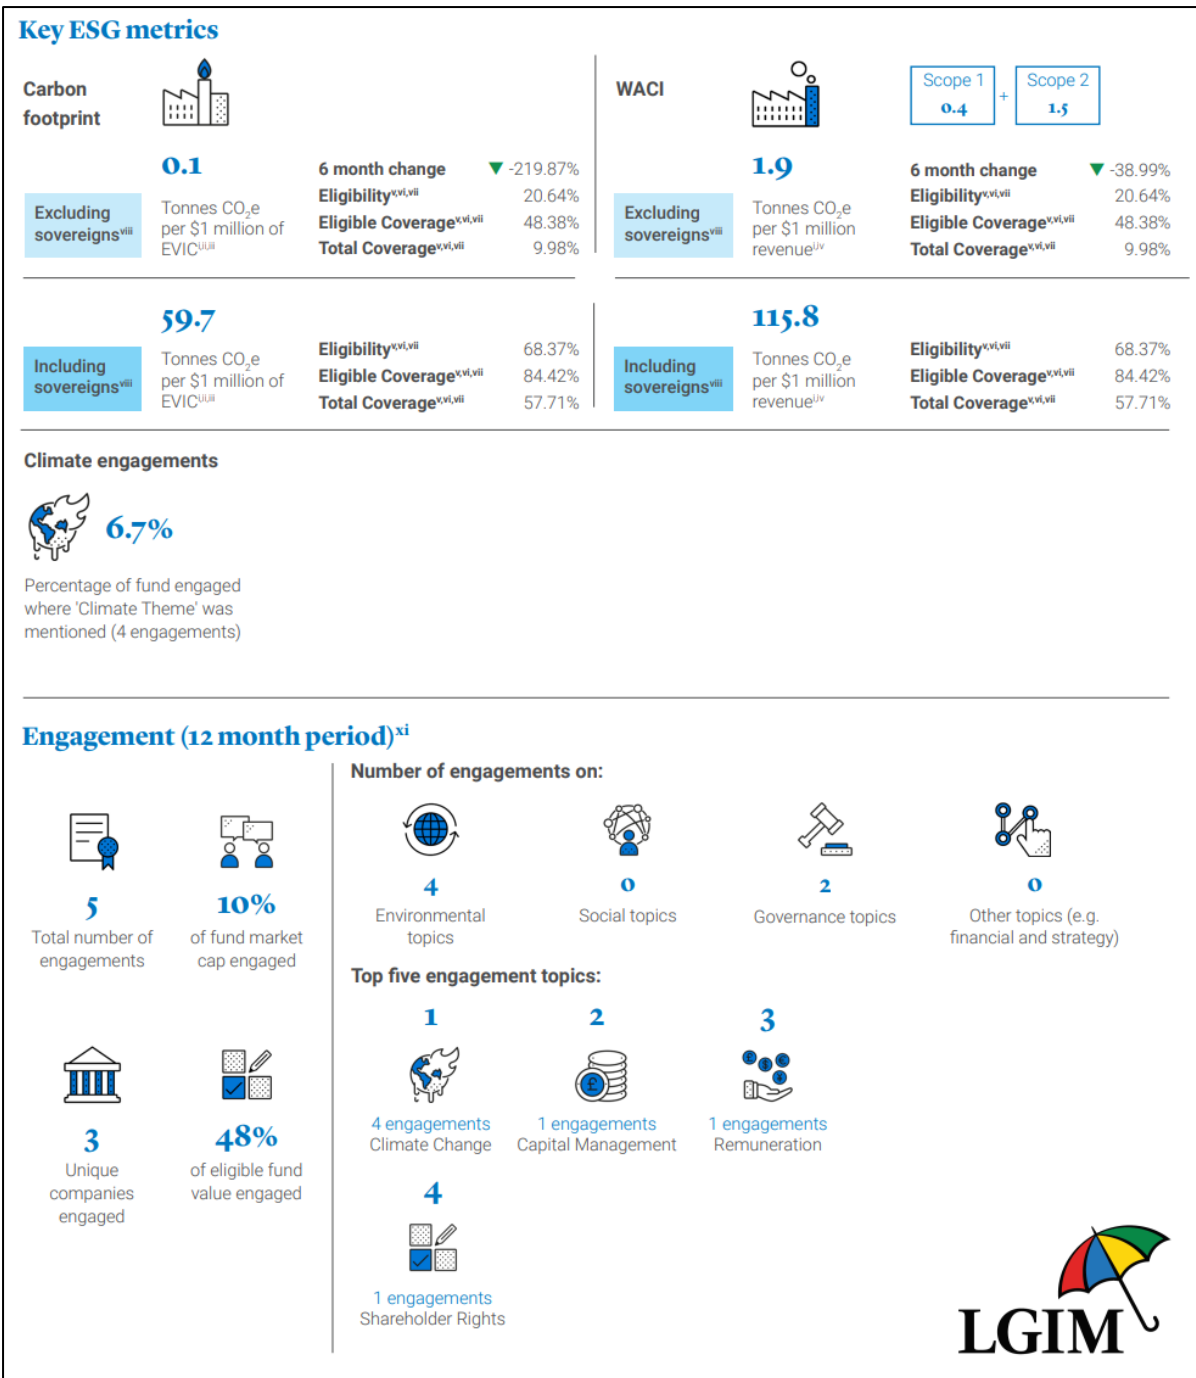 Key ESG metrics
Carbon
footprint
0.1
6 month change ▼ -219.87%
Excluding
sovereignsviii
Tonnes CO2e
per $1 million of
EVICi,ii,iii
Eligibilityv,vi,vii 20.64%
Eligible Coveragev,vi,vii 48.38%
Total Coveragev,vi,vii 9.98%
WACI
Scope 1
0.4
+
Scope 2
1.5
1.9
6 month change ▼ -38.99%
Excluding
sovereignsviii
Tonnes CO2e
per $1 million
revenuei,iv
Eligibilityv,vi,vii 20.64%
Eligible Coveragev,vi,vii 48.38%
Total Coveragev,vi,vii 9.98%
59.7
Including
sovereignsviii
Tonnes CO2e
per $1 million of
EVICi,ii,iii
Eligibilityv,vi,vii 68.37%
Eligible Coveragev,vi,vii 84.42%
Total Coveragev,vi,vii 57.71%
115.8
Including
sovereignsviii
Tonnes CO2e
per $1 million
revenuei,iv
Eligibilityv,vi,vii 68.37%
Eligible Coveragev,vi,vii 84.42%
Total Coveragev,vi,vii 57.71%
Climate engagements
6.7%
Percentage of fund engaged
where 'Climate Theme' was
mentioned (4 engagements)
Engagement (12 month period)xi
5
Total number of
engagements
10%
of fund market
cap engaged
3
Unique
companies
engaged
48%
of eligible fund
value engaged
Number of engagements on:
4
Environmental
topics
0
Social topics
2
Governance topics
0
Other topics (e.g.
financial and strategy)
Top five engagement topics:
1
4 engagements
Climate Change
2
1 engagements
Capital Management
3
1 engagements
Remuneration
4
1 engagements
Shareholder Rights
LGIM